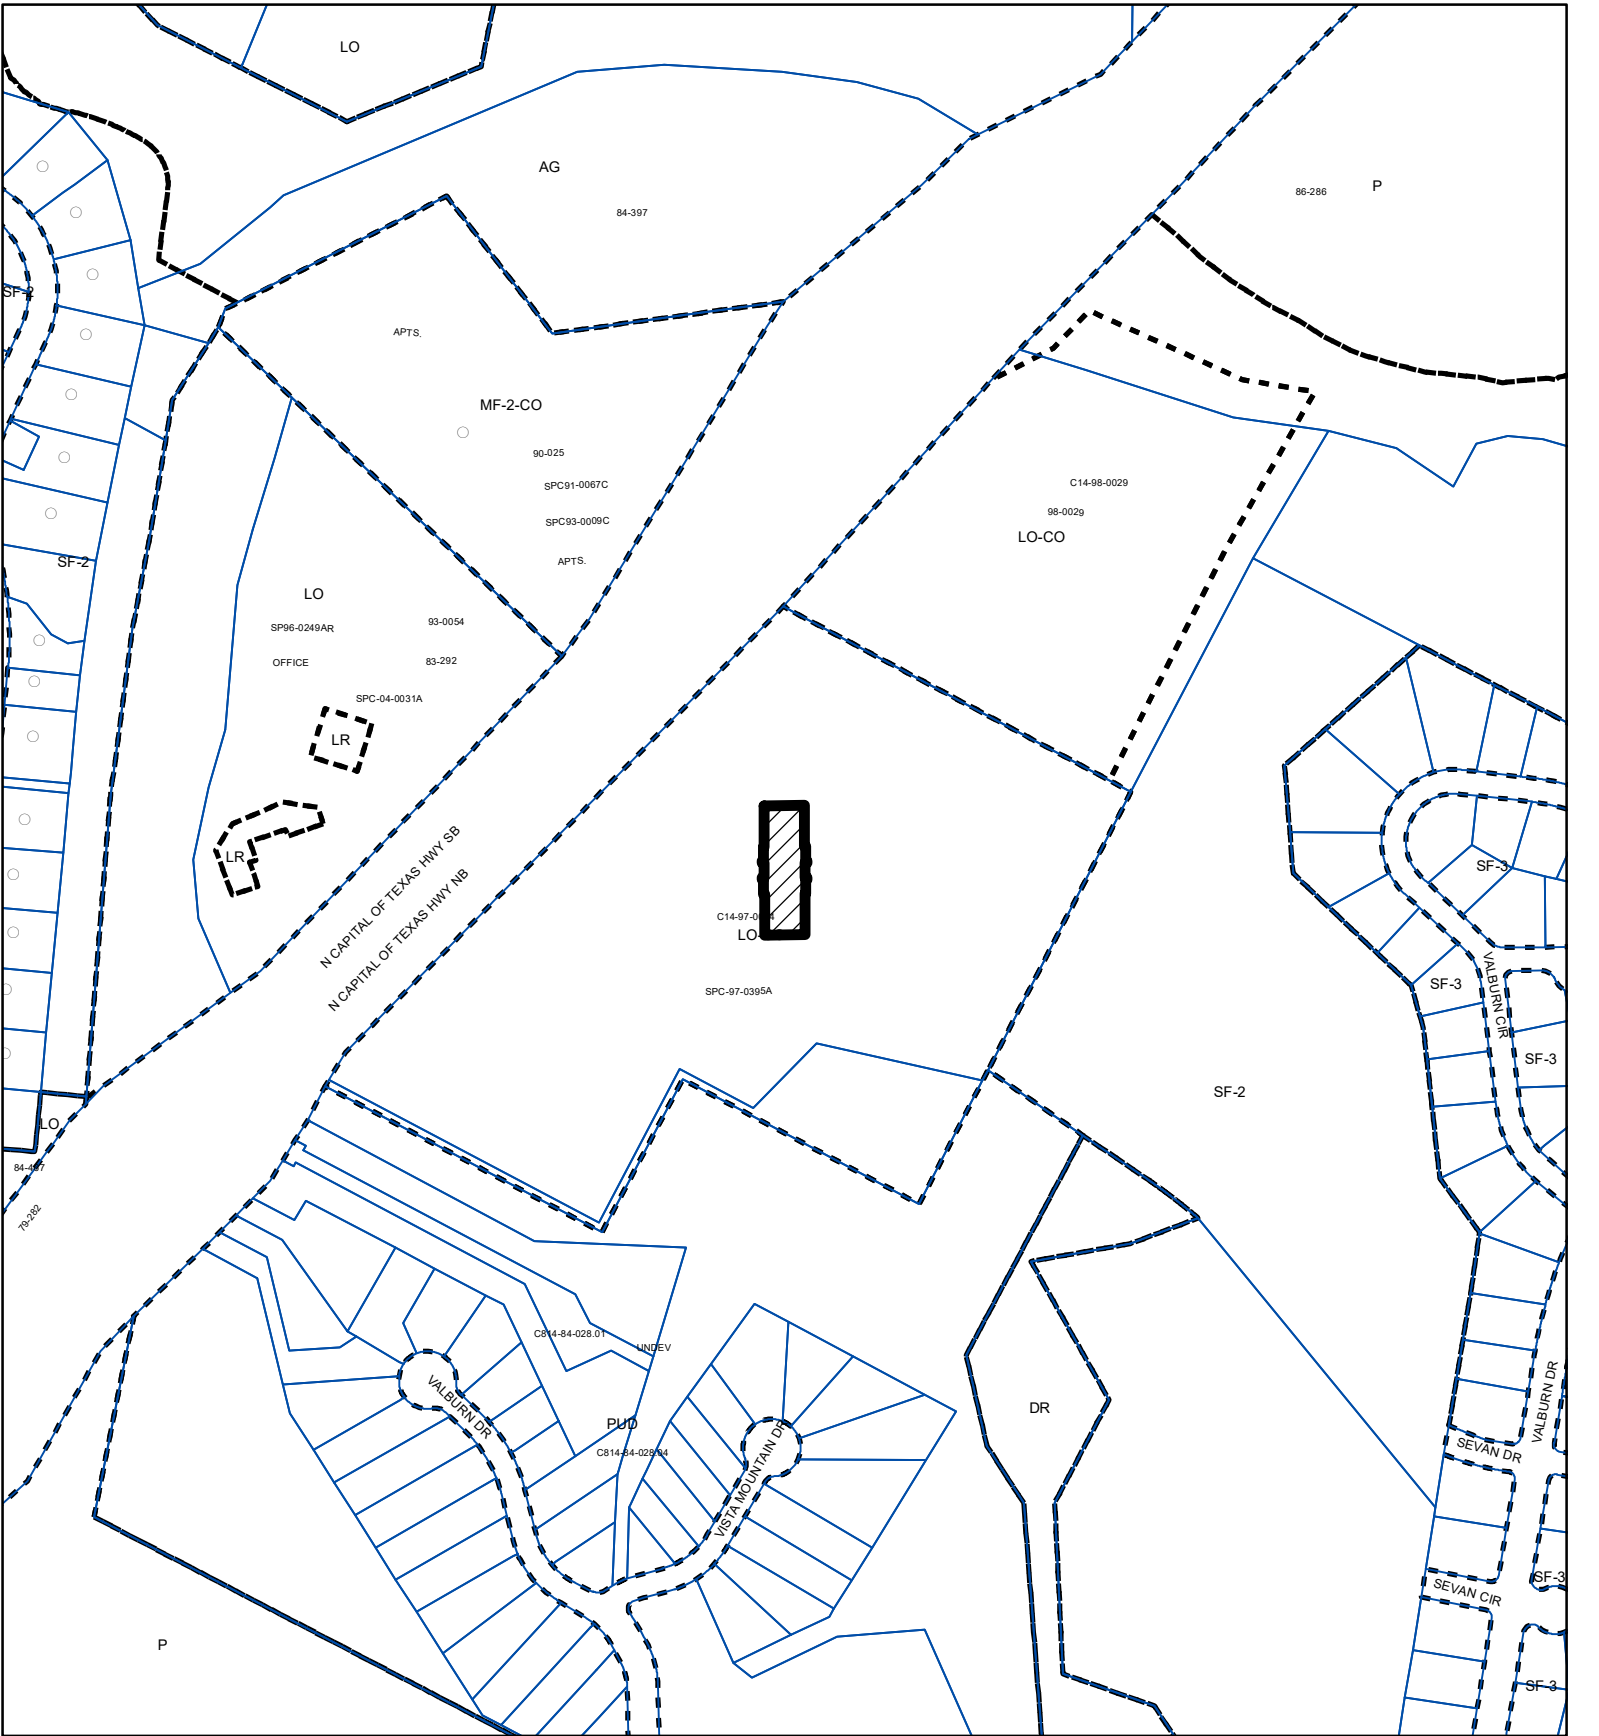 LO
AG
84-397
86-286
P
SF-2
APTS.
MF-2-CO
90-025
SPC91-0067C
SPC93-0009C
APTS.
C14-98-0029
98-0029
LO-CO
SF-2
LO
SP96-0249AR
93-0054
OFFICE
83-292
SPC-04-0031A
LR
LR
N CAPITAL OF TEXAS HWY SB
N CAPITAL OF TEXAS HWY NB
LO-
SPC-97-0395A
SF-3
SF-3
VALBURN CIR
SF-3
SF-2
LO
79-282
C814-84-028.01
UNDEV
VALBURN DR
PUD
C814-84-028.04
VISTA MOUNTAIN DR
DR
VALBURN DR
SEVAN DR
SF-3
SEVAN CIR
P
SF-3